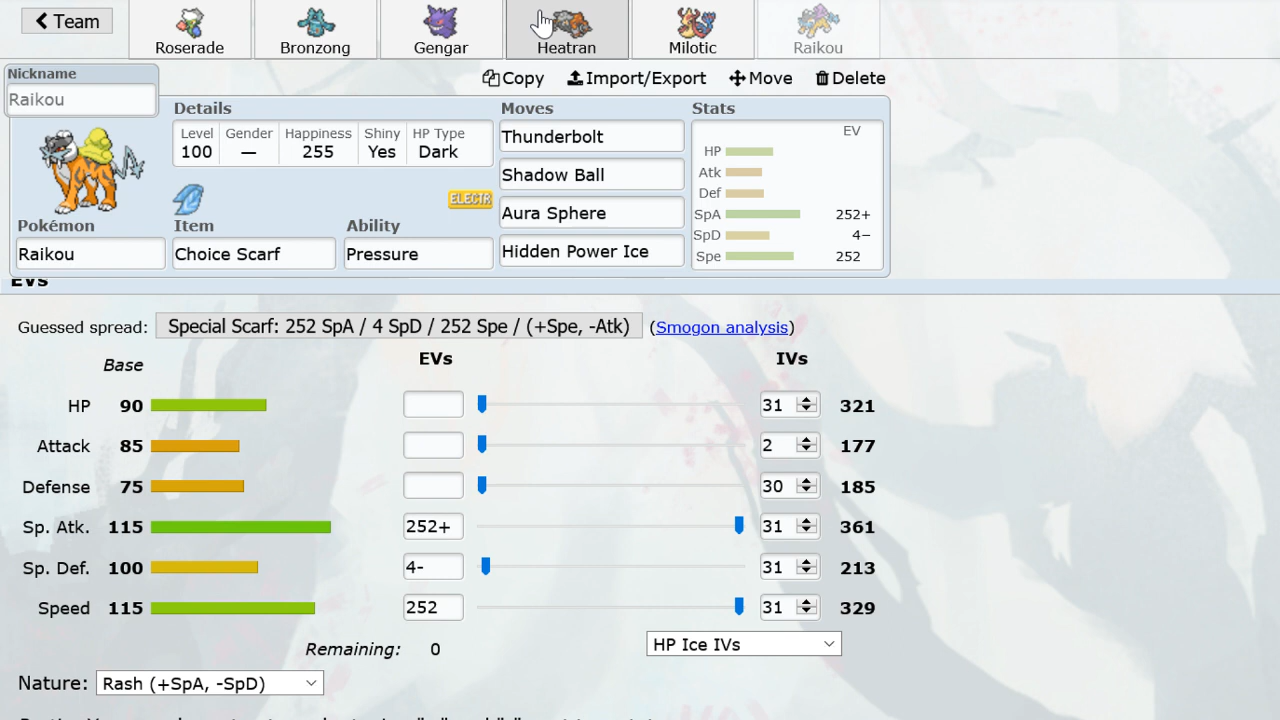 Team
Roserade
Bronzong
Gengar
Heatran
Milotic
Raikou
Copy
Import/Export
Move
Delete
Nickname
Raikou
Details
Moves
Stats
Level
100
Gender
—
Happiness
255
Shiny
Yes
HP Type
Dark
ELECTR
Pokémon
Raikou
Item
Choice Scarf
Ability
Pressure
Thunderbolt
Shadow Ball
Aura Sphere
Hidden Power Ice
EV
HP
Atk
Def
SpA 252+
SpD 4−
Spe 252
EVs
Guessed spread: Special Scarf: 252 SpA / 4 SpD / 252 Spe / (+Spe, -Atk) (Smogon analysis)
Base EVs IVs
HP 90 31 321
Attack 85 2 177
Defense 75 30 185
Sp. Atk. 115 252+ 31 361
Sp. Def. 100 4- 31 213
Speed 115 252 31 329
Remaining: 0 HP Ice IVs
Nature: Rash (+SpA, -SpD)